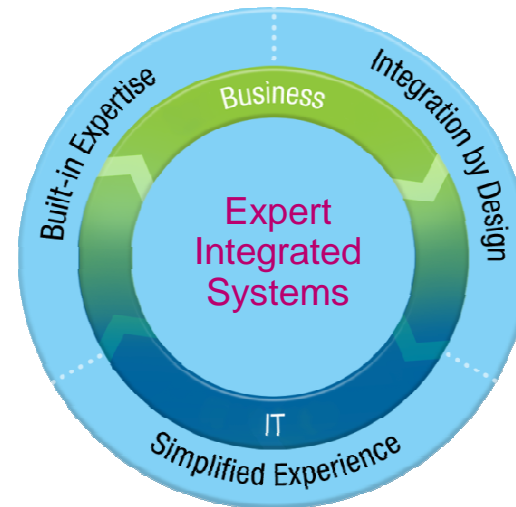 Built-in Expertise
Integration by Design
Business
Expert
Integrated
Systems
IT
Simplified Experience